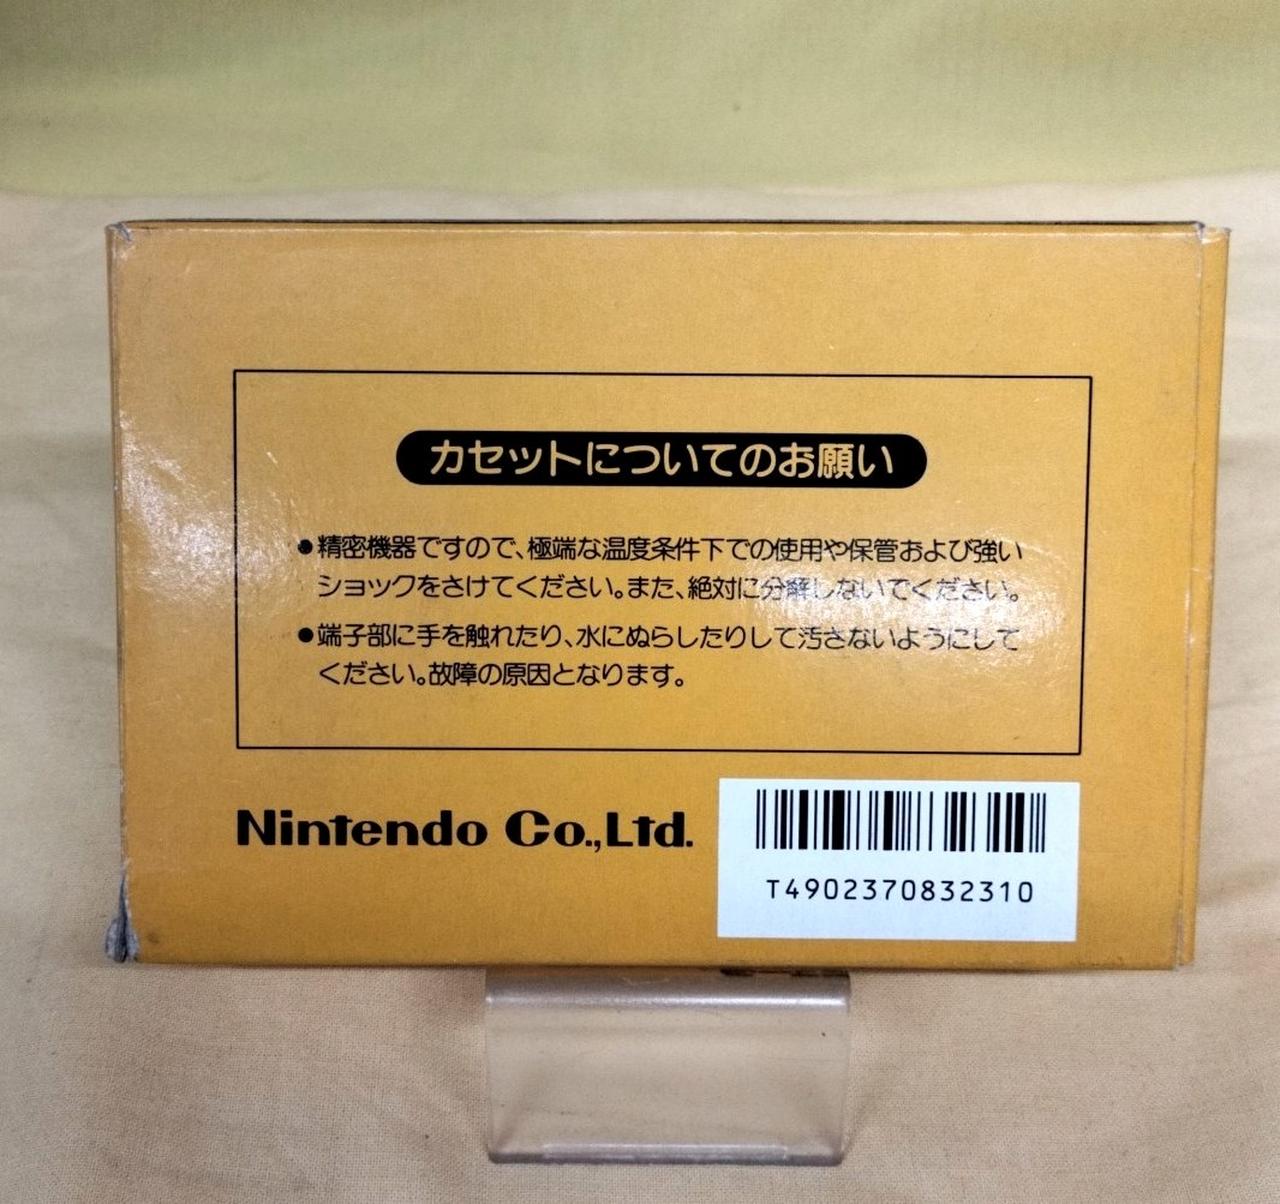 カセットについてのお願い
●精密機器ですので、極端な温度条件下での使用や保管および強い
ショックをさけてください。また、絶対に分解しないでください。
●端子部に手を触れたり、水にぬらしたりして汚さないようにして
ください。故障の原因となります。
Nintendo Co.,Ltd.
T4902370832310